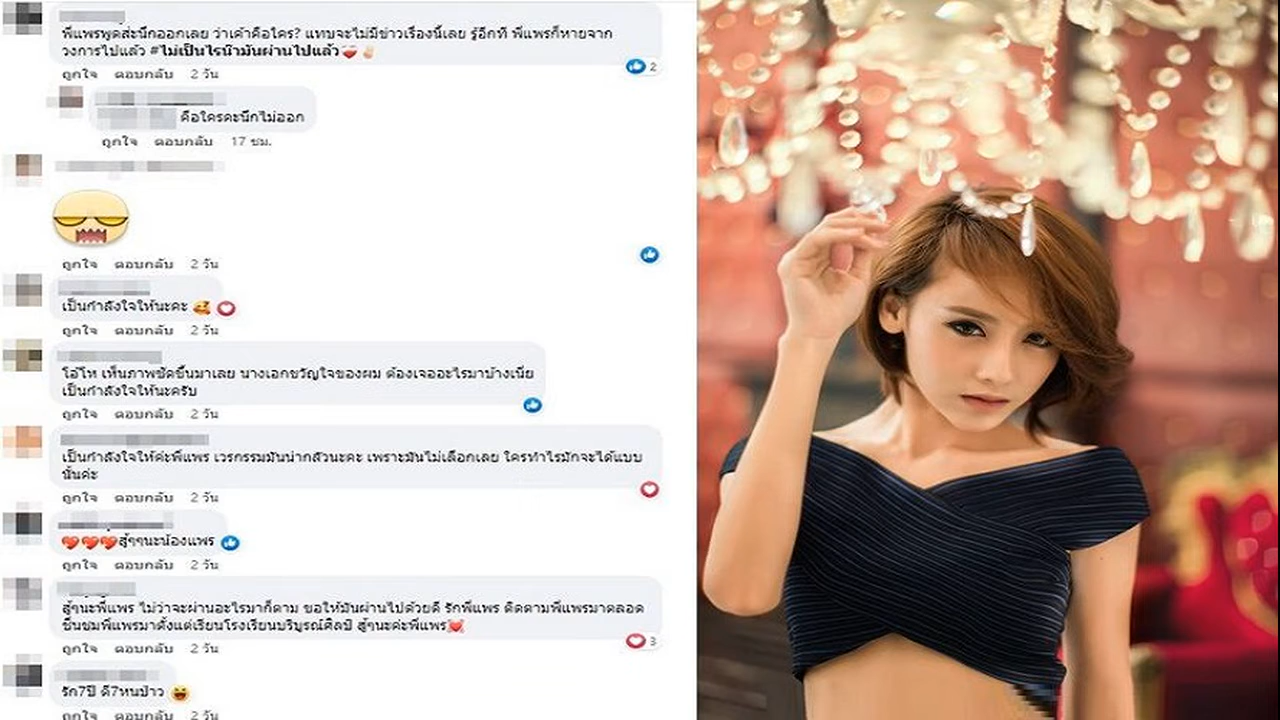 พี่แพรพูดส่ะนึกออกเลย ว่าเค้าคือใคร? แทบจะไม่มีข่าวเรื่องนี้เลย รู้อีกที พี่แพรก็หายจาก
วงการไปแล้ว #ไม่เป็นไรน๊ามันผ่านไปแล้ว
2
ถูกใจ ตอบกลับ 2 วัน
คือใครคะนึกไม่ออก
ถูกใจ ตอบกลับ 17 ชม.
ถูกใจ ตอบกลับ 2 วัน
เป็นกำลังใจให้นะคะ
ถูกใจ ตอบกลับ 2 วัน
โอ้โห เห็นภาพชัดขึ้นมาเลย นางเอกขวัญใจของผม ต้องเจออะไรมาบ้างเนี่ย
เป็นกำลังใจให้นะครับ
ถูกใจ ตอบกลับ 2 วัน
เป็นกำลังใจให้ค่ะพี่แพร เวรกรรมมันน่ากลัวนะคะ เพราะมันไม่เลือกเลย ใครทำไรมักจะได้แบบ
นั้นค่ะ
ถูกใจ ตอบกลับ 2 วัน
สู้ๆๆนะน้องแพร
ถูกใจ ตอบกลับ 2 วัน
สู้ๆนะพี่แพร ไม่ว่าจะผ่านอะไรมาก็ตาม ขอให้มันผ่านไปด้วยดี รักพี่แพร ติดตามพี่แพรมาตลอด
ชื่นชมพี่แพรมาตั้งแต่เรียนโรงเรียนบริบูรณ์ศิลป์ สู้ๆนะค่ะพี่แพร
3
ถูกใจ ตอบกลับ 2 วัน
รัก7ปี ดี7หนป่าว
ถูกใจ ตอบกลับ 2 วัน